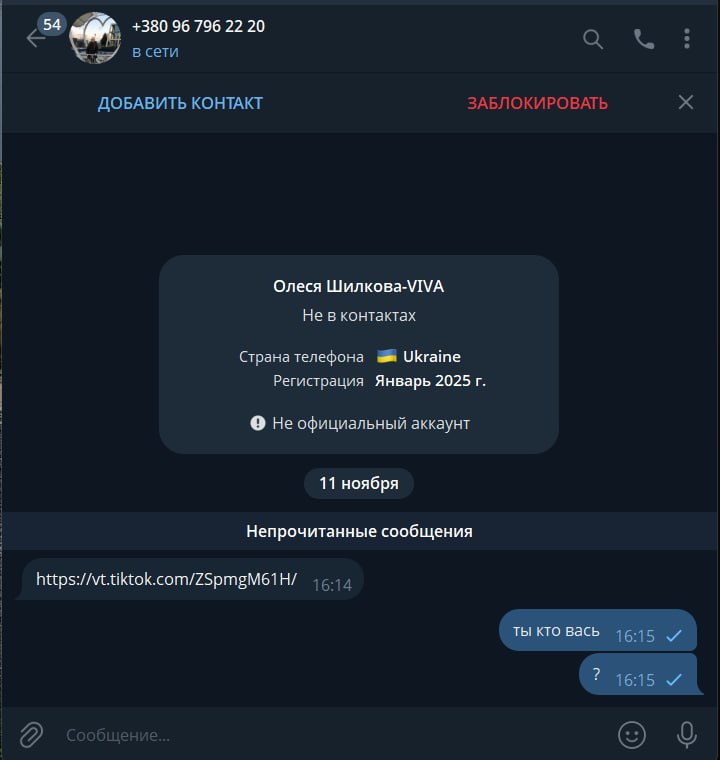 54
+380 96 796 22 20
в сети
ДОБАВИТЬ КОНТАКТ
ЗАБЛОКИРОВАТЬ
Олеся Шилкова-VIVA
Не в контактах
Страна телефона 🇺🇦 Ukraine
Регистрация Январь 2025 г.
Не официальный аккаунт
11 ноября
Непрочитанные сообщения
https://vt.tiktok.com/ZSpmgM61H/ 16:14
ты кто вась 16:15
? 16:15
Сообщение...